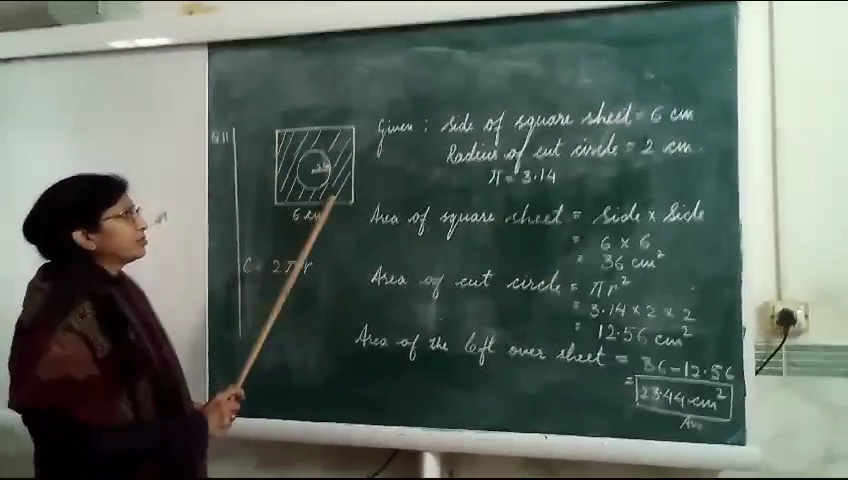 Q11
Given : Side of square sheet = 6 cm
Radius of cut circle = 2 cm
π = 3.14
6 cm
Area of square sheet = Side x Side
= 6 x 6
= 36 cm²
C = 2πr
Area of cut circle = πr²
= 3.14 x 2 x 2
= 12.56 cm²
Area of the left over sheet = 36-12.56
= 23.44 cm²
Ans